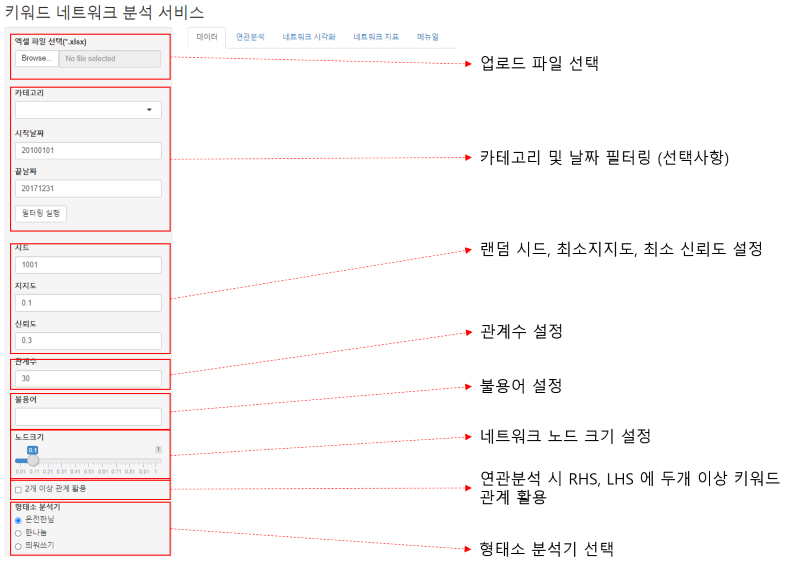 키워드 네트워크 분석 서비스
엑셀 파일 선택(*.xlsx)
Browse... No file selected
데이터 연관분석 네트워크 시각화 네트워크 지표 메뉴얼
업로드 파일 선택
카테고리
시작날짜
20100101
끝날짜
20171231
필터링 실행
카테고리 및 날짜 필터링 (선택사항)
시드
1001
지지도
0.1
신뢰도
0.3
랜덤 시드, 최소지지도, 최소 신뢰도 설정
관계수
30
관계수 설정
불용어
불용어 설정
노드크기
0.1 1
0.01 0.11 0.21 0.31 0.41 0.51 0.61 0.71 0.81 0.91 1
네트워크 노드 크기 설정
2개 이상 관계 활용
연관분석 시 RHS, LHS 에 두개 이상 키워드
관계 활용
형태소 분석기
온전한닢
한나눔
띄워쓰기
형태소 분석기 선택